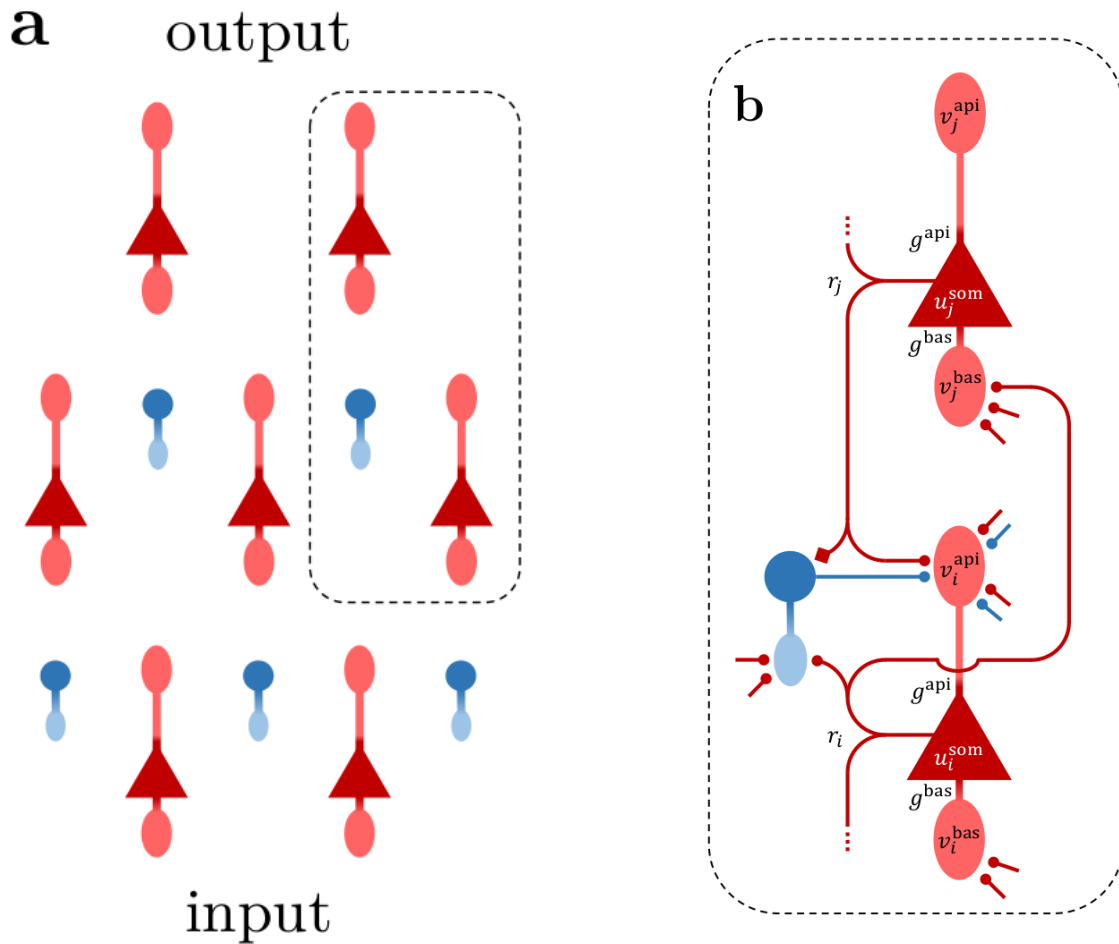 a
output
input
b
v_j^api
g^api
r_j
u_j^som
g^bas
v_j^bas
v_i^api
g^api
r_i
u_i^som
g^bas
v_i^bas